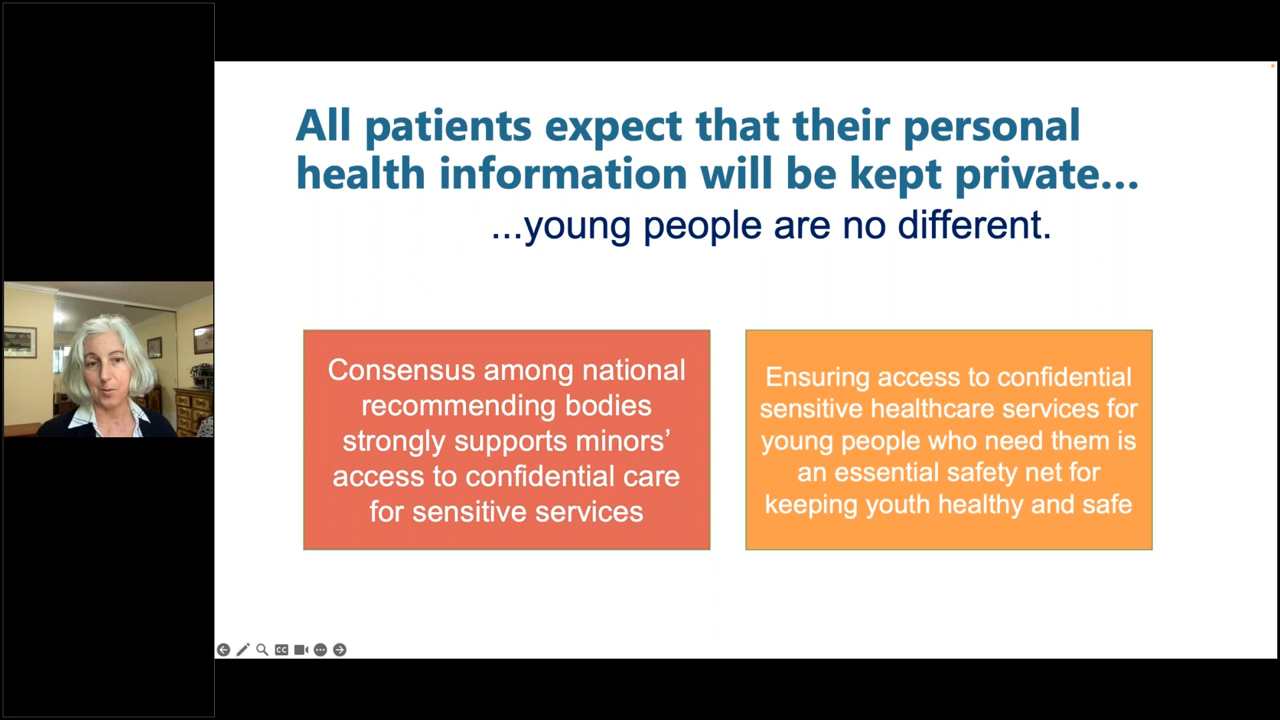 All patients expect that their personal
health information will be kept private...
...young people are no different.
Consensus among national
recommending bodies
strongly supports minors’
access to confidential care
for sensitive services
Ensuring access to confidential
sensitive healthcare services for
young people who need them is
an essential safety net for
keeping youth healthy and safe
CC